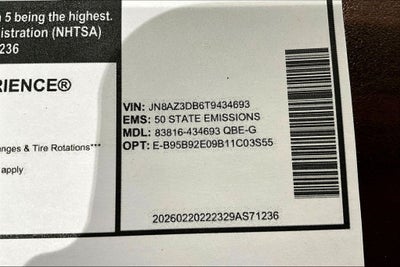 5 being the highest.
istration (NHTSA)
236
RIENCE®
nges & Tire Rotations***
apply
VIN: JN8AZ3DB6T9434693
EMS: 50 STATE EMISSIONS
MDL: 83816-434693 QBE-G
OPT: E-B95B92E09B11C03S55
20260220222329AS71236